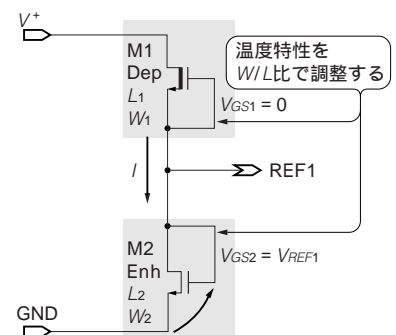 V+
M1
Dep
L1
W1
温度特性を
W/L比で調整する
VGS1 = 0
I
REF1
M2
Enh
L2
W2
VGS2 = VREF1
GND